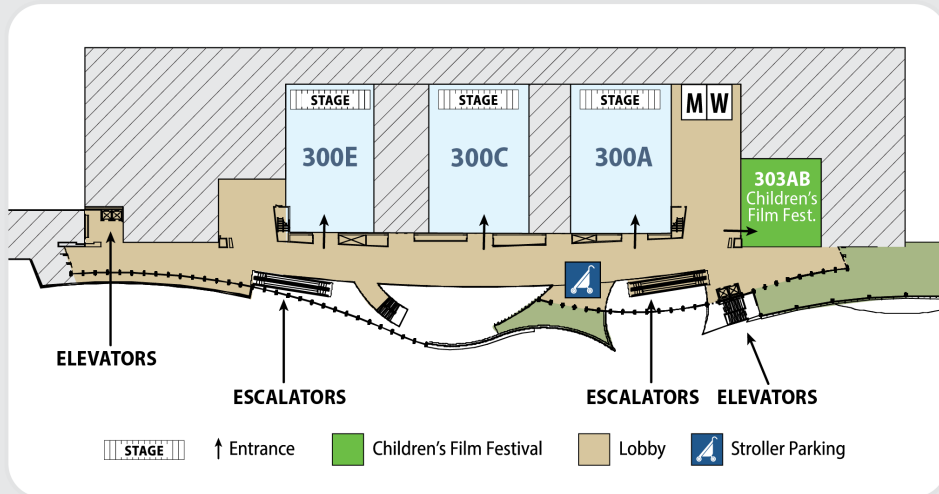 STAGE
STAGE
STAGE
M W
300E
300C
300A
303AB
Children's
Film Fest.
ELEVATORS
ESCALATORS
ESCALATORS
ELEVATORS
STAGE
Entrance
Children's Film Festival
Lobby
Stroller Parking